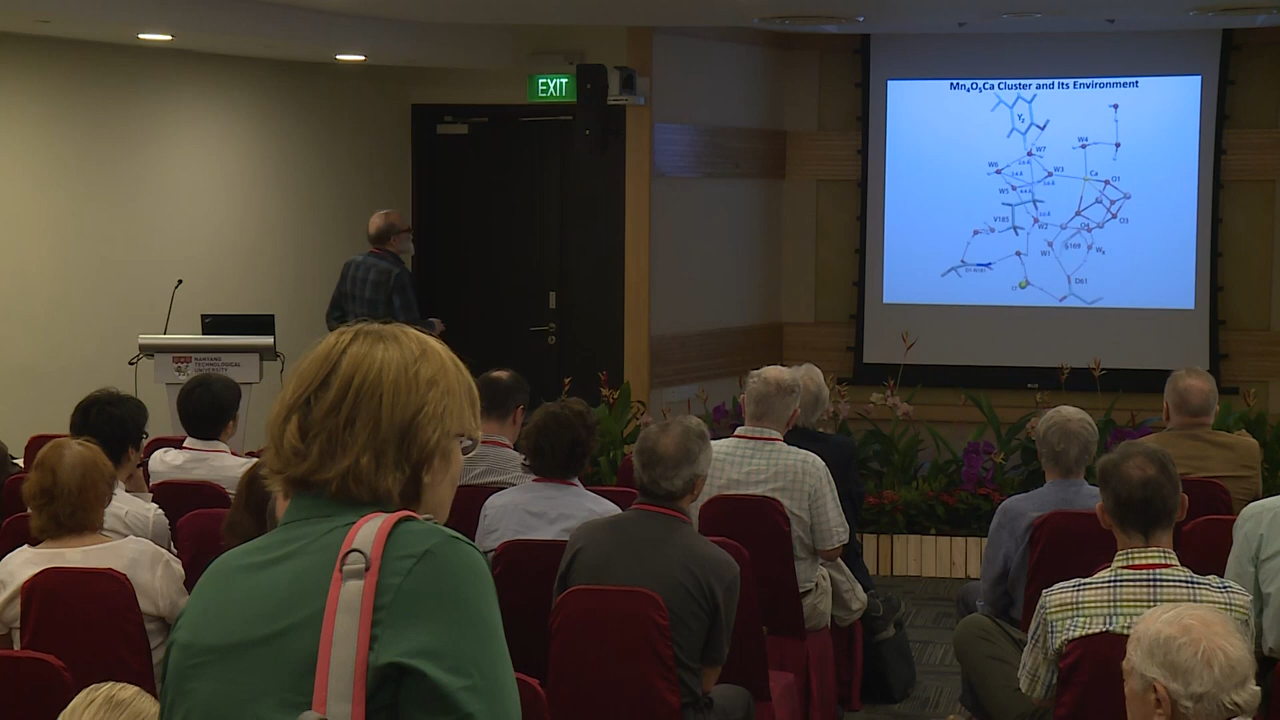 EXIT
NANYANG
TECHNOLOGICAL
UNIVERSITY
Mn₄O₅Ca Cluster and Its Environment
Yz
W7
W4
W6
W3
Ca
O1
W5
V185
W2
O4
O3
W1
S169
D61